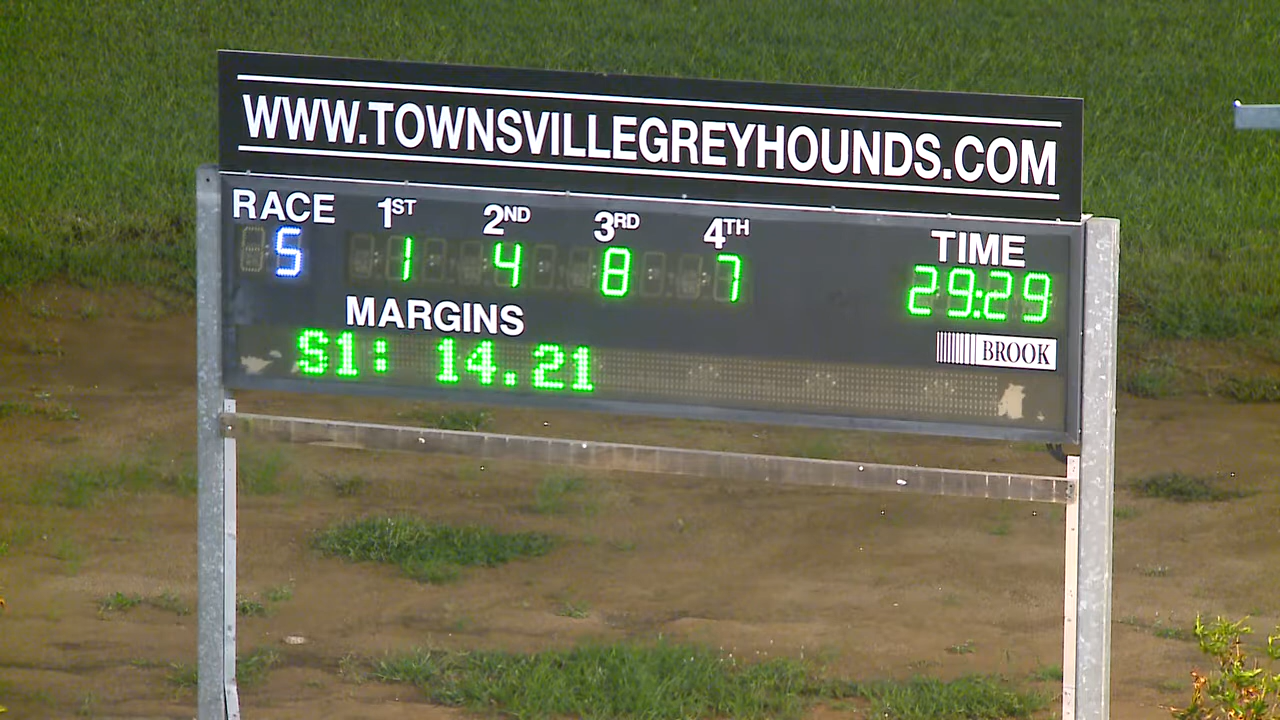 WWW.TOWNSVILLEGREYHOUNDS.COM
RACE 1ST 2ND 3RD 4TH TIME
5 1 4 8 7 29:29
MARGINS
BROOK
S1: 14.21